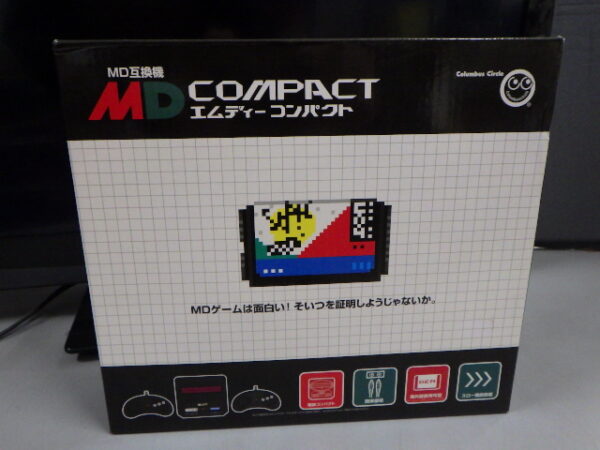 MD互換機
MD COMPACT
エムディー コンパクト
Columbus Circle
MDゲームは面白い! そいつを証明しようじゃないか。